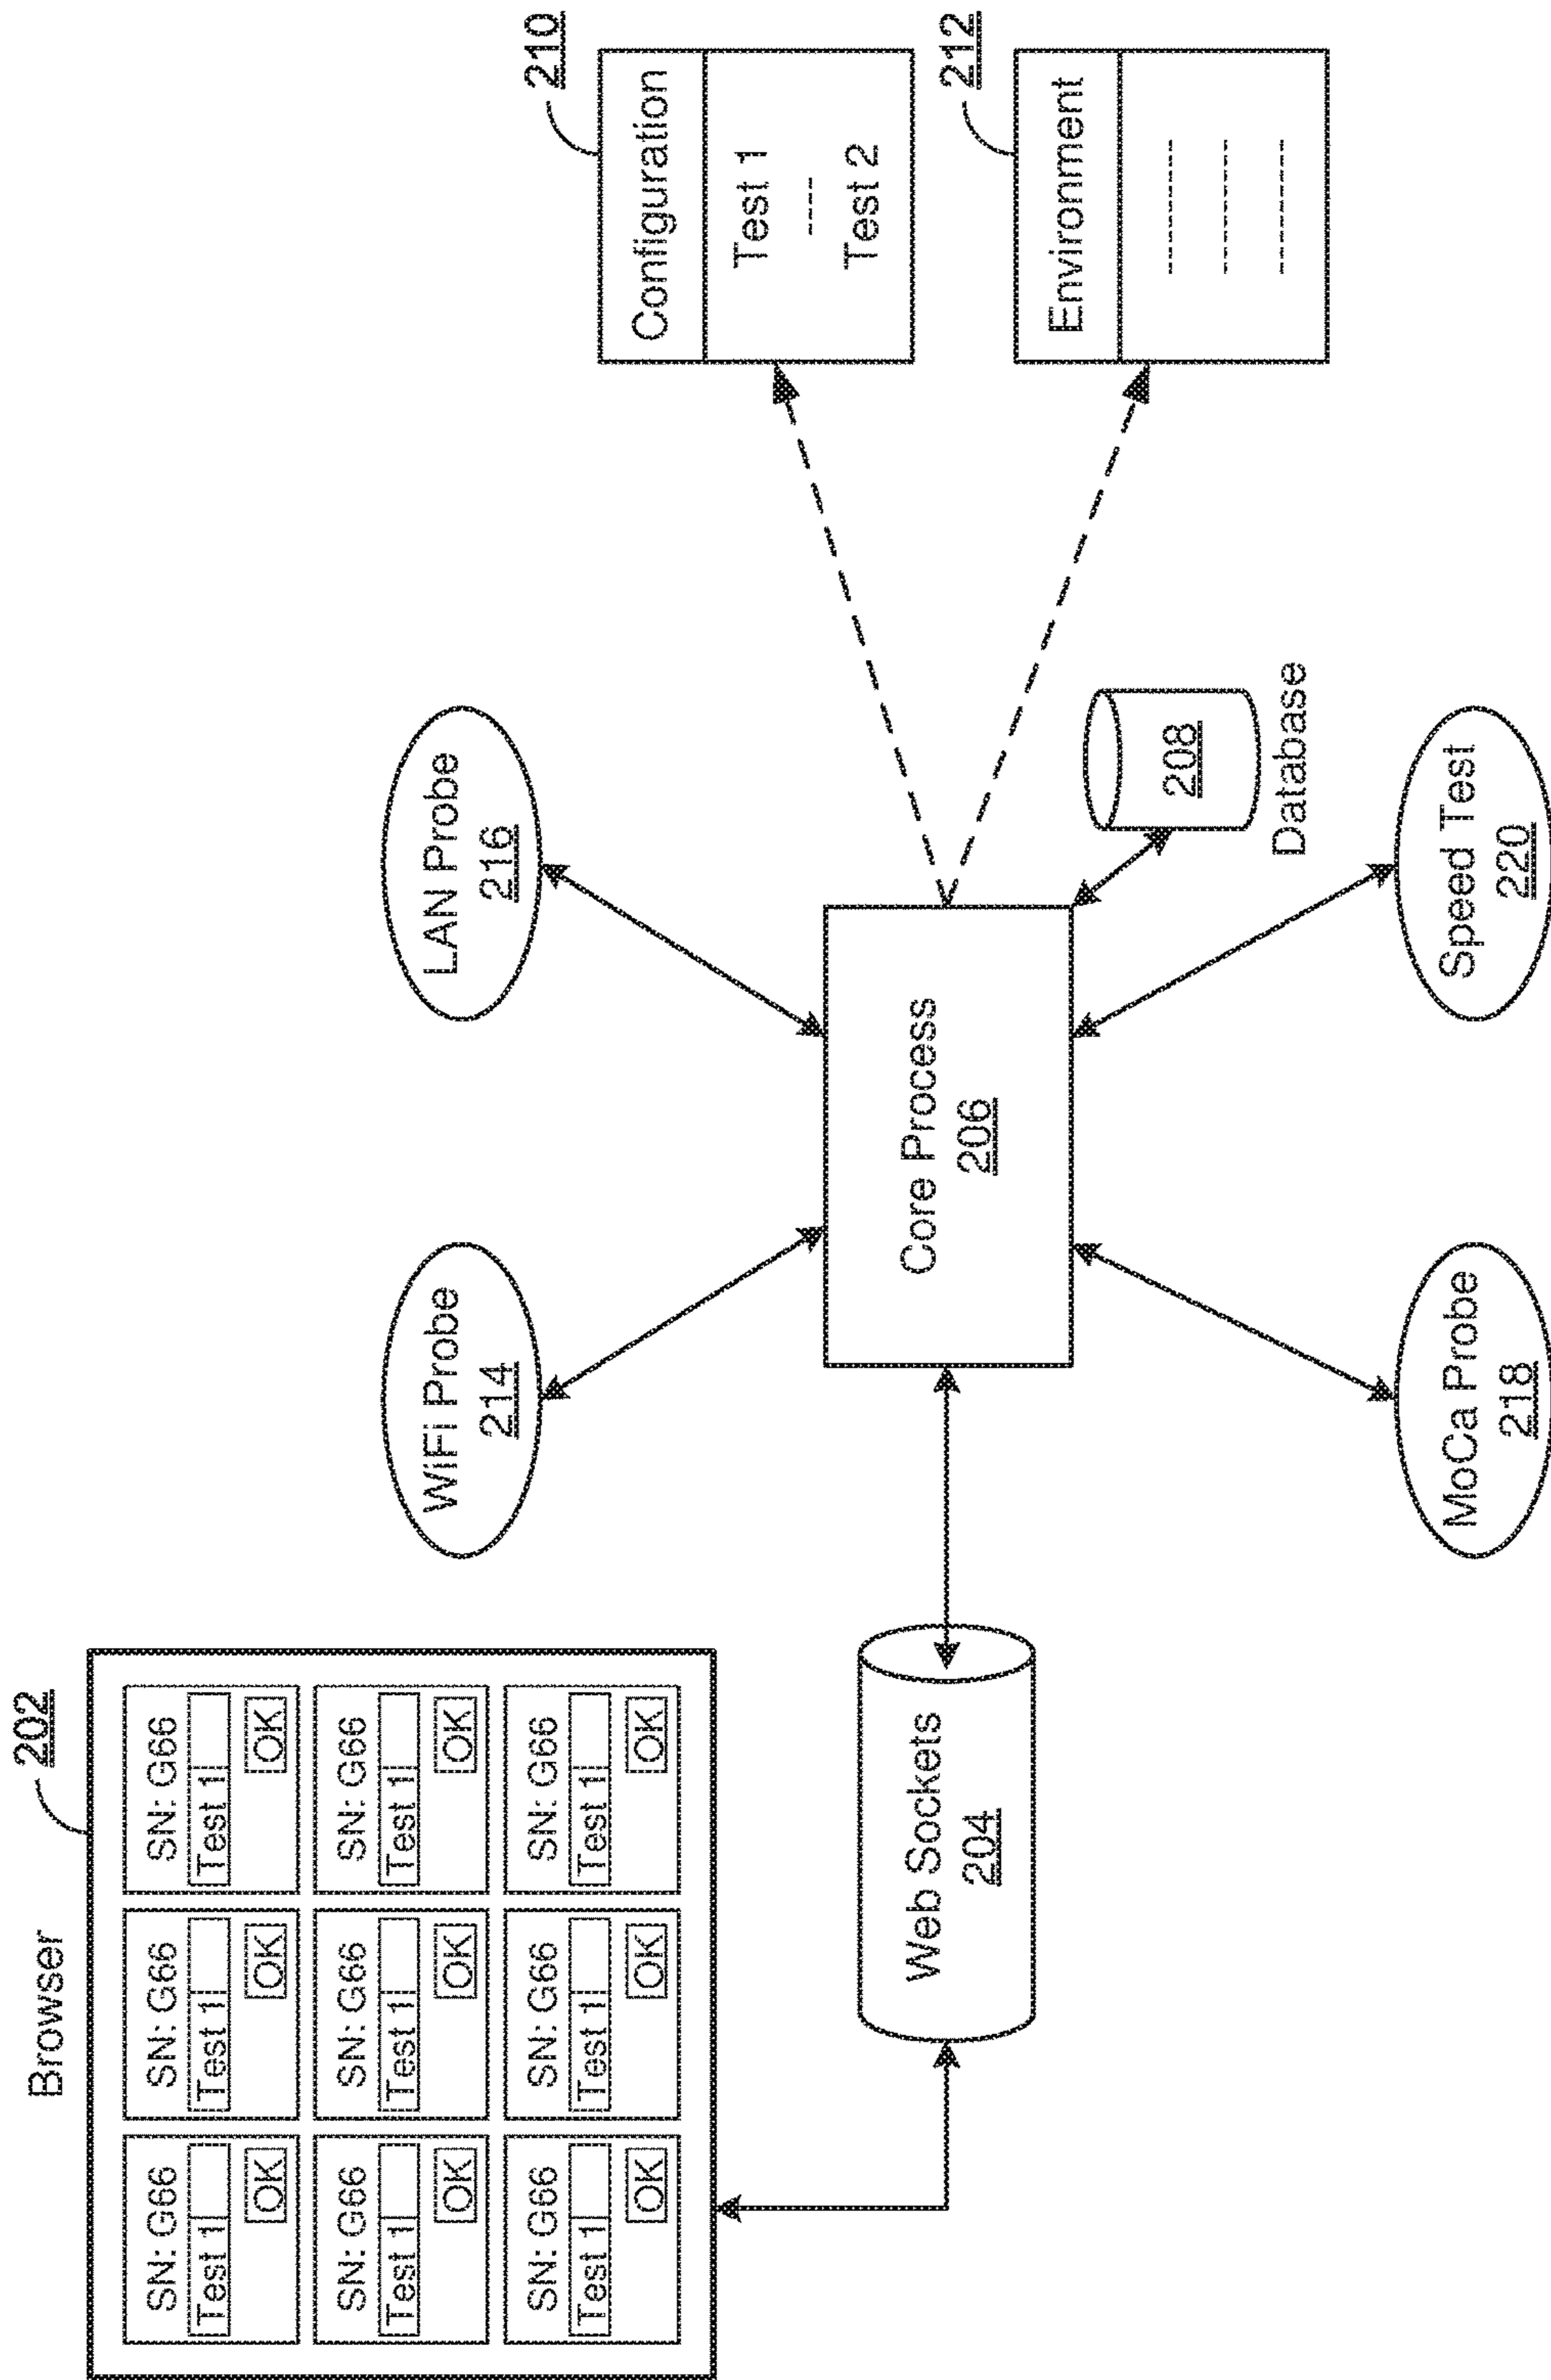 Browser
202
SN: G66
Test 1
OK
SN: G66
Test 1
OK
SN: G66
Test 1
OK
SN: G66
Test 1
OK
SN: G66
Test 1
OK
SN: G66
Test 1
OK
SN: G66
Test 1
OK
SN: G66
Test 1
OK
SN: G66
Test 1
OK
Web Sockets
204
WiFi Probe
214
LAN Probe
216
Core Process
206
208
Database
MoCa Probe
218
Speed Test
220
210
Configuration
Test 1
----
Test 2
212
Environment